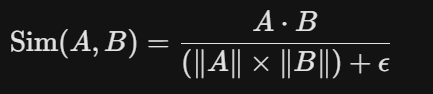 Sim(A, B) = A · B / (‖A‖ × ‖B‖) + ϵ